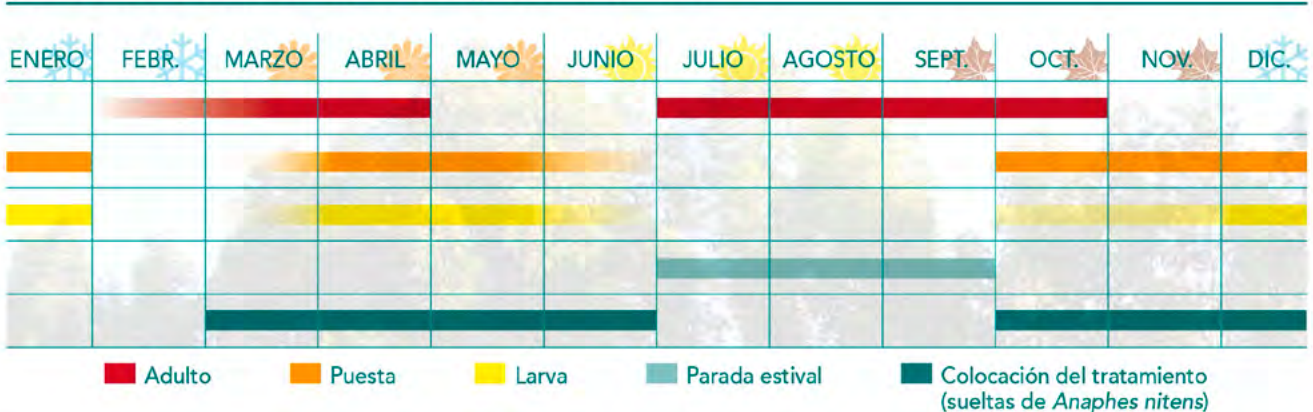 ENERO FEBR. MARZO ABRIL MAYO JUNIO JULIO AGOSTO SEPT. OCT. NOV. DIC.
Adulto Puesta Larva Parada estival Colocación del tratamiento
(sueltas de Anaphes nitens)